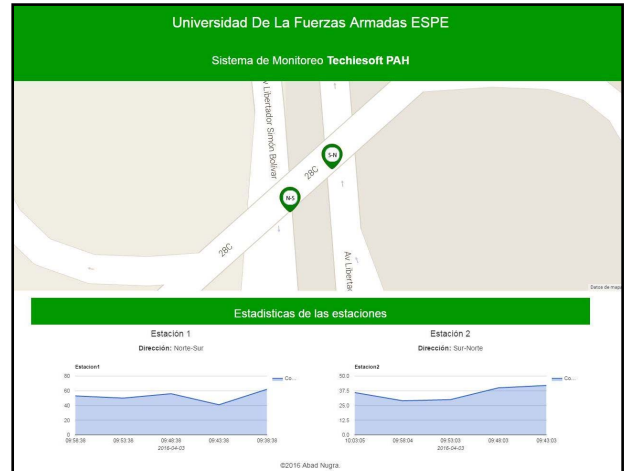 Universidad De La Fuerzas Armadas ESPE
Sistema de Monitoreo Techiesoft PAH
Av Libertador Simón Bolívar
S-N
28C
N-S
28C
Av Liberta
Datos de mapa
Estadisticas de las estaciones
Estación 1
Dirección: Norte-Sur
Estacion1
80
60
40
20
0
Co...
09:58:38 09:53:38 09:48:38 09:43:38 09:38:38
2016-04-03
Estación 2
Dirección: Sur-Norte
Estacion2
50.0
37.5
25.0
12.5
0.0
Co...
10:03:05 09:58:04 09:53:03 09:48:03 09:43:03
2016-04-03
©2016 Abad Nugra.